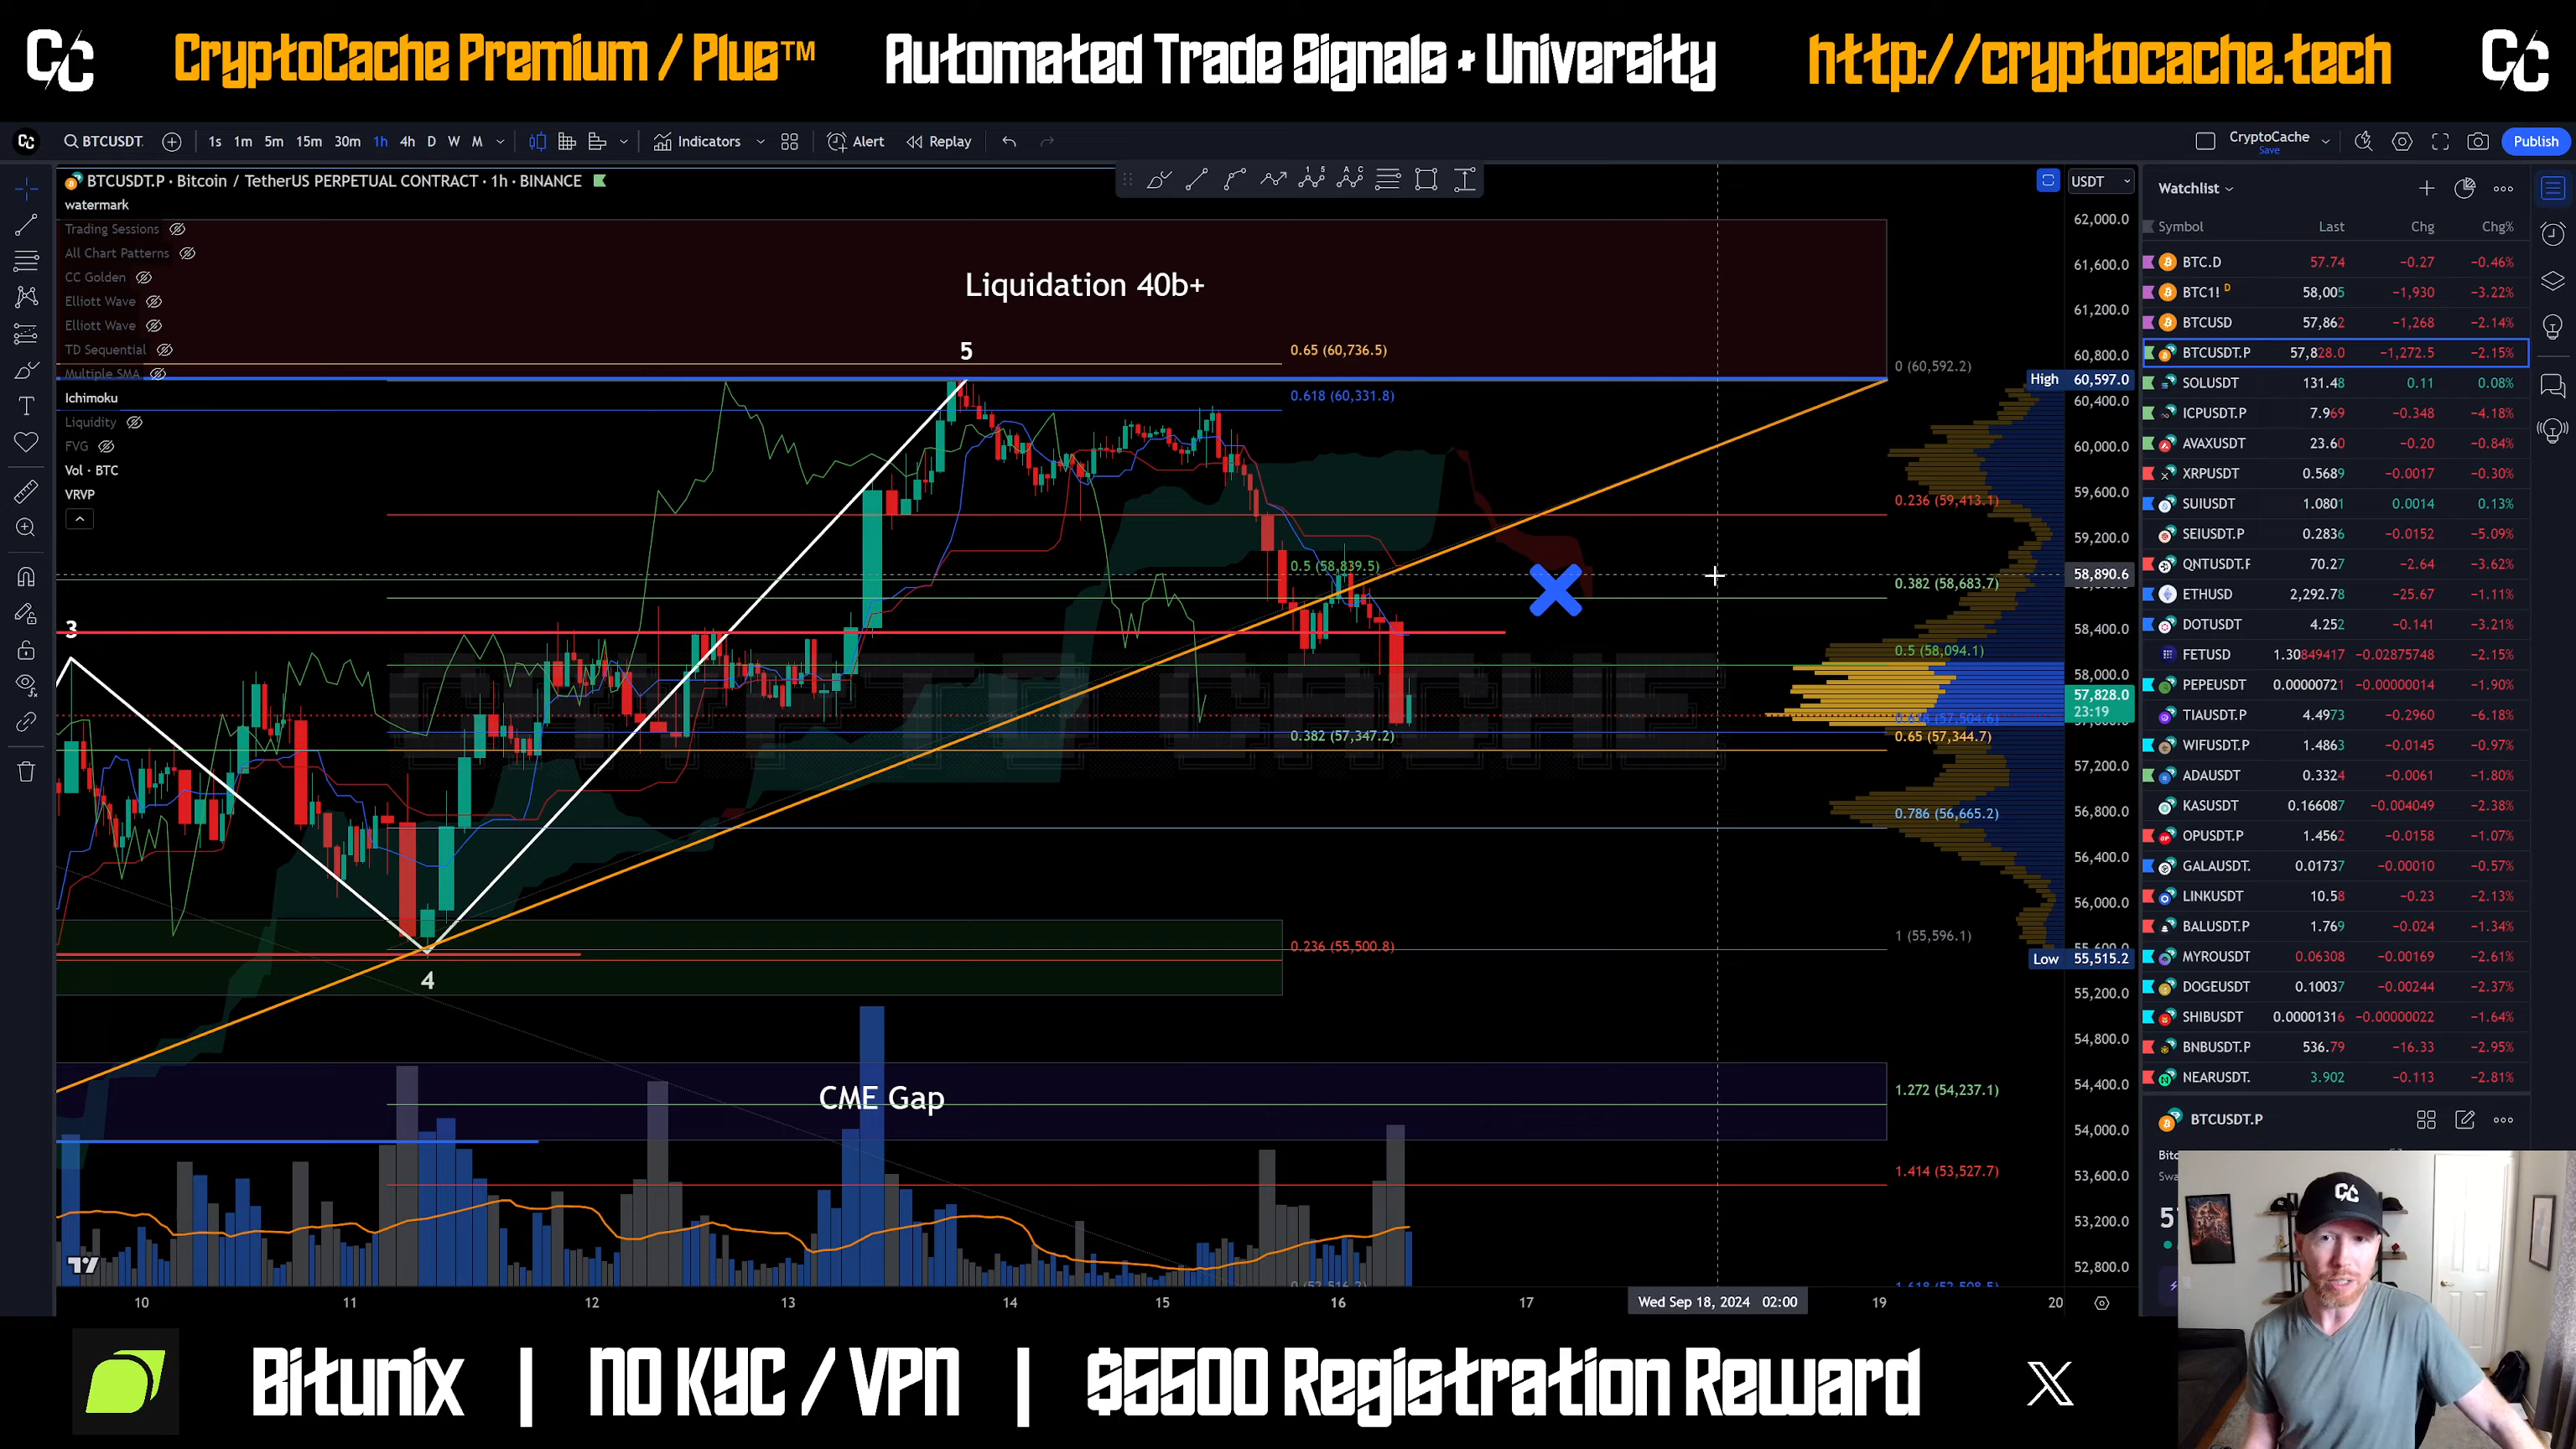 CC CryptoCache Premium / Plus™ Automated Trade Signals + University http://cryptocache.tech CC
BTCUSDT. 1s 1m 5m 15m 30m 1h 4h D W M Indicators Alert Replay CryptoCache Save Publish
BTCUSDT.P · Bitcoin / TetherUS PERPETUAL CONTRACT · 1h · BINANCE
watermark
Trading Sessions
All Chart Patterns
CC Golden
Elliott Wave
Elliott Wave
TD Sequential
Multiple SMA
Ichimoku
Liquidity
FVG
Vol · BTC
VRVP
Liquidation 40b+
5
3
4
CME Gap
0.65 (60,736.5)
0.618 (60,331.8)
0.5 (58,839.5)
0.382 (57,347.2)
0.236 (55,500.8)
0 (60,592.2)
0.236 (59,413.1)
0.382 (58,683.7)
0.5 (58,094.1)
0.618 (57,504.6)
0.65 (57,344.7)
0.786 (56,665.2)
1 (55,596.1)
1.272 (54,237.1)
1.414 (53,527.7)
USDT
62,000.0
61,600.0
61,200.0
60,800.0
High 60,597.0
60,400.0
60,000.0
59,600.0
59,200.0
58,890.6
58,400.0
58,000.0
57,828.0
23:19
57,200.0
56,800.0
56,400.0
56,000.0
Low 55,515.2
55,200.0
54,800.0
54,400.0
54,000.0
53,600.0
53,200.0
52,800.0
10 11 12 13 14 15 16 17 Wed Sep 18, 2024 02:00 19 20
Watchlist
Symbol Last Chg Chg%
BTC.D 57.74 −0.27 −0.46%
BTC1! D 58,005 −1,930 −3.22%
BTCUSD 57,862 −1,268 −2.14%
BTCUSDT.P 57,828.0 −1,272.5 −2.15%
SOLUSDT 131.48 0.11 0.08%
ICPUSDT.P 7.969 −0.348 −4.18%
AVAXUSDT 23.60 −0.20 −0.84%
XRPUSDT 0.5689 −0.0017 −0.30%
SUIUSDT 1.0801 0.0014 0.13%
SEIUSDT.P 0.2836 −0.0152 −5.09%
QNTUSDT.F 70.27 −2.64 −3.62%
ETHUSD 2,292.78 −25.67 −1.11%
DOTUSDT 4.252 −0.141 −3.21%
FETUSD 1.30849417 −0.02875748 −2.15%
PEPEUSDT 0.00000721 −0.00000014 −1.90%
TIAUSDT.P 4.4973 −0.2960 −6.18%
WIFUSDT.P 1.4863 −0.0145 −0.97%
ADAUSDT 0.3324 −0.0061 −1.80%
KASUSDT 0.166087 −0.004049 −2.38%
OPUSDT.P 1.4562 −0.0158 −1.07%
GALAUSDT. 0.01737 −0.00010 −0.57%
LINKUSDT 10.58 −0.23 −2.13%
BALUSDT.P 1.769 −0.024 −1.34%
MYROUSDT 0.06308 −0.00169 −2.61%
DOGEUSDT 0.10037 −0.00244 −2.37%
SHIBUSDT 0.00001316 −0.00000022 −1.64%
BNBUSDT.P 536.79 −16.33 −2.95%
NEARUSDT. 3.902 −0.113 −2.81%
BTCUSDT.P
CC
Bitunix | NO KYC / VPN | $5500 Registration Reward X